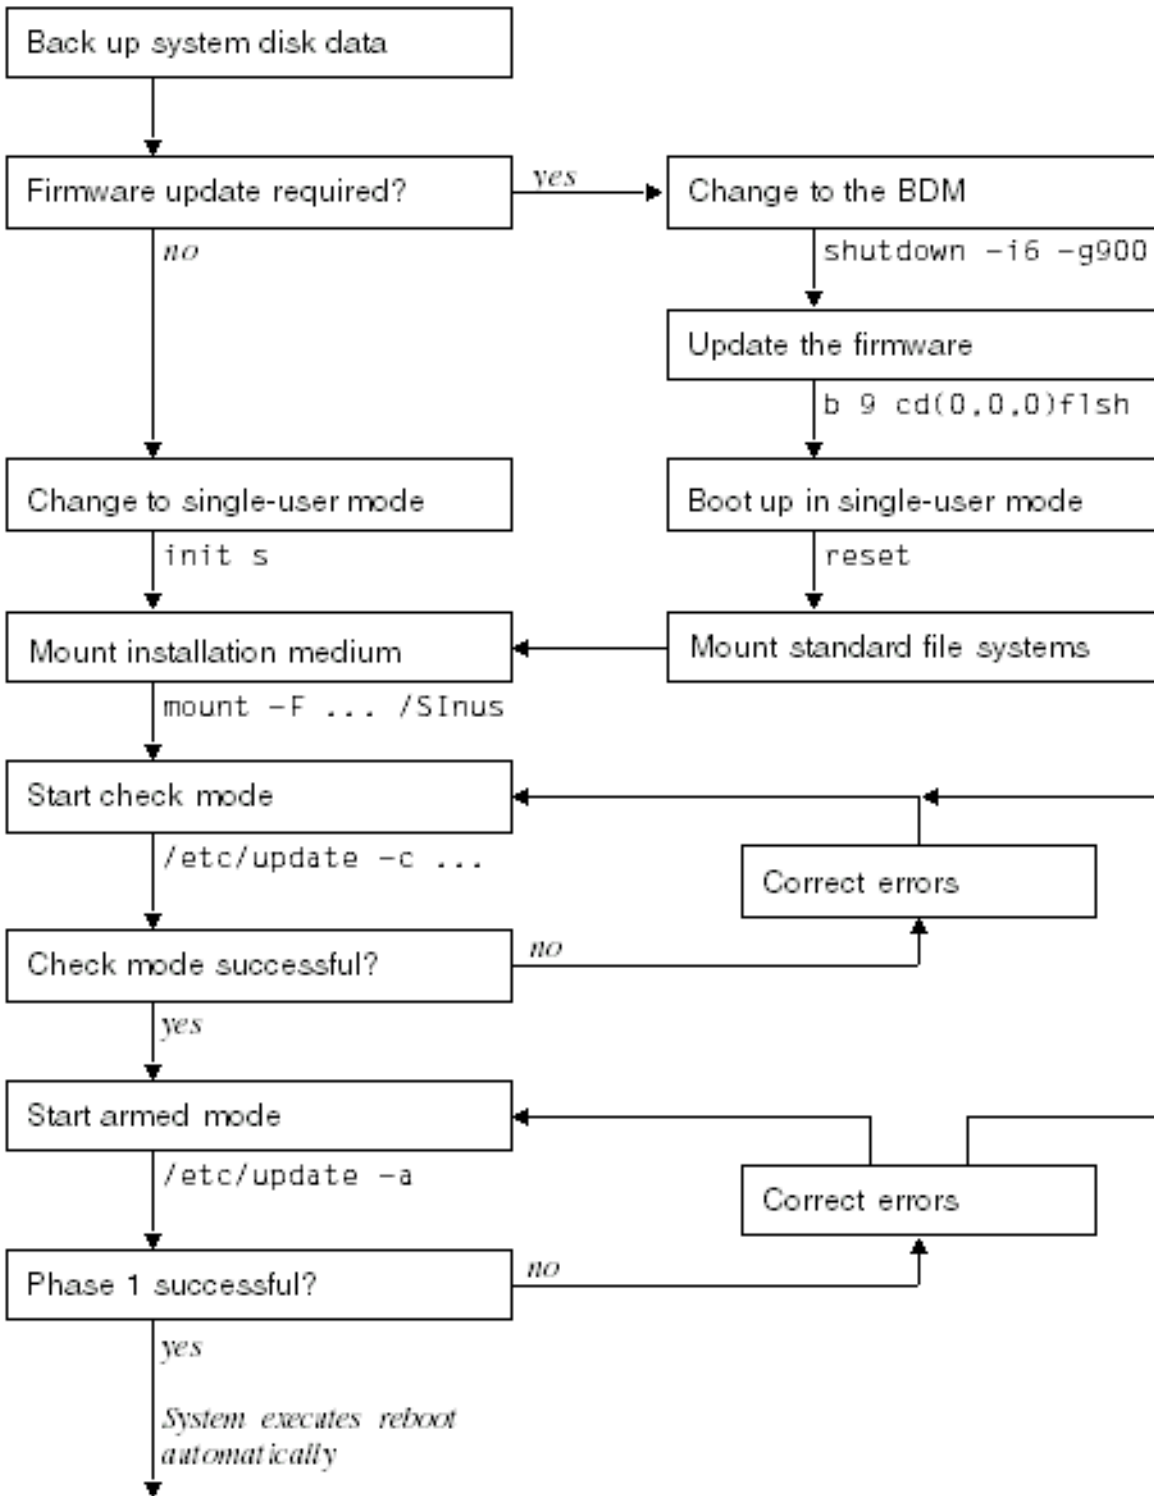 Back up system disk data
Firmware update required?
yes
Change to the BDM
no
shutdown -i6 -g900
Update the firmware
b 9 cd(0,0,0)flsh
Change to single-user mode
Boot up in single-user mode
init s
reset
Mount installation medium
Mount standard file systems
mount -F ... /SInus
Start check mode
/etc/update -c ...
Correct errors
Check mode successful?
no
yes
Start armed mode
/etc/update -a
Correct errors
Phase 1 successful?
no
yes
System executes reboot
automatically